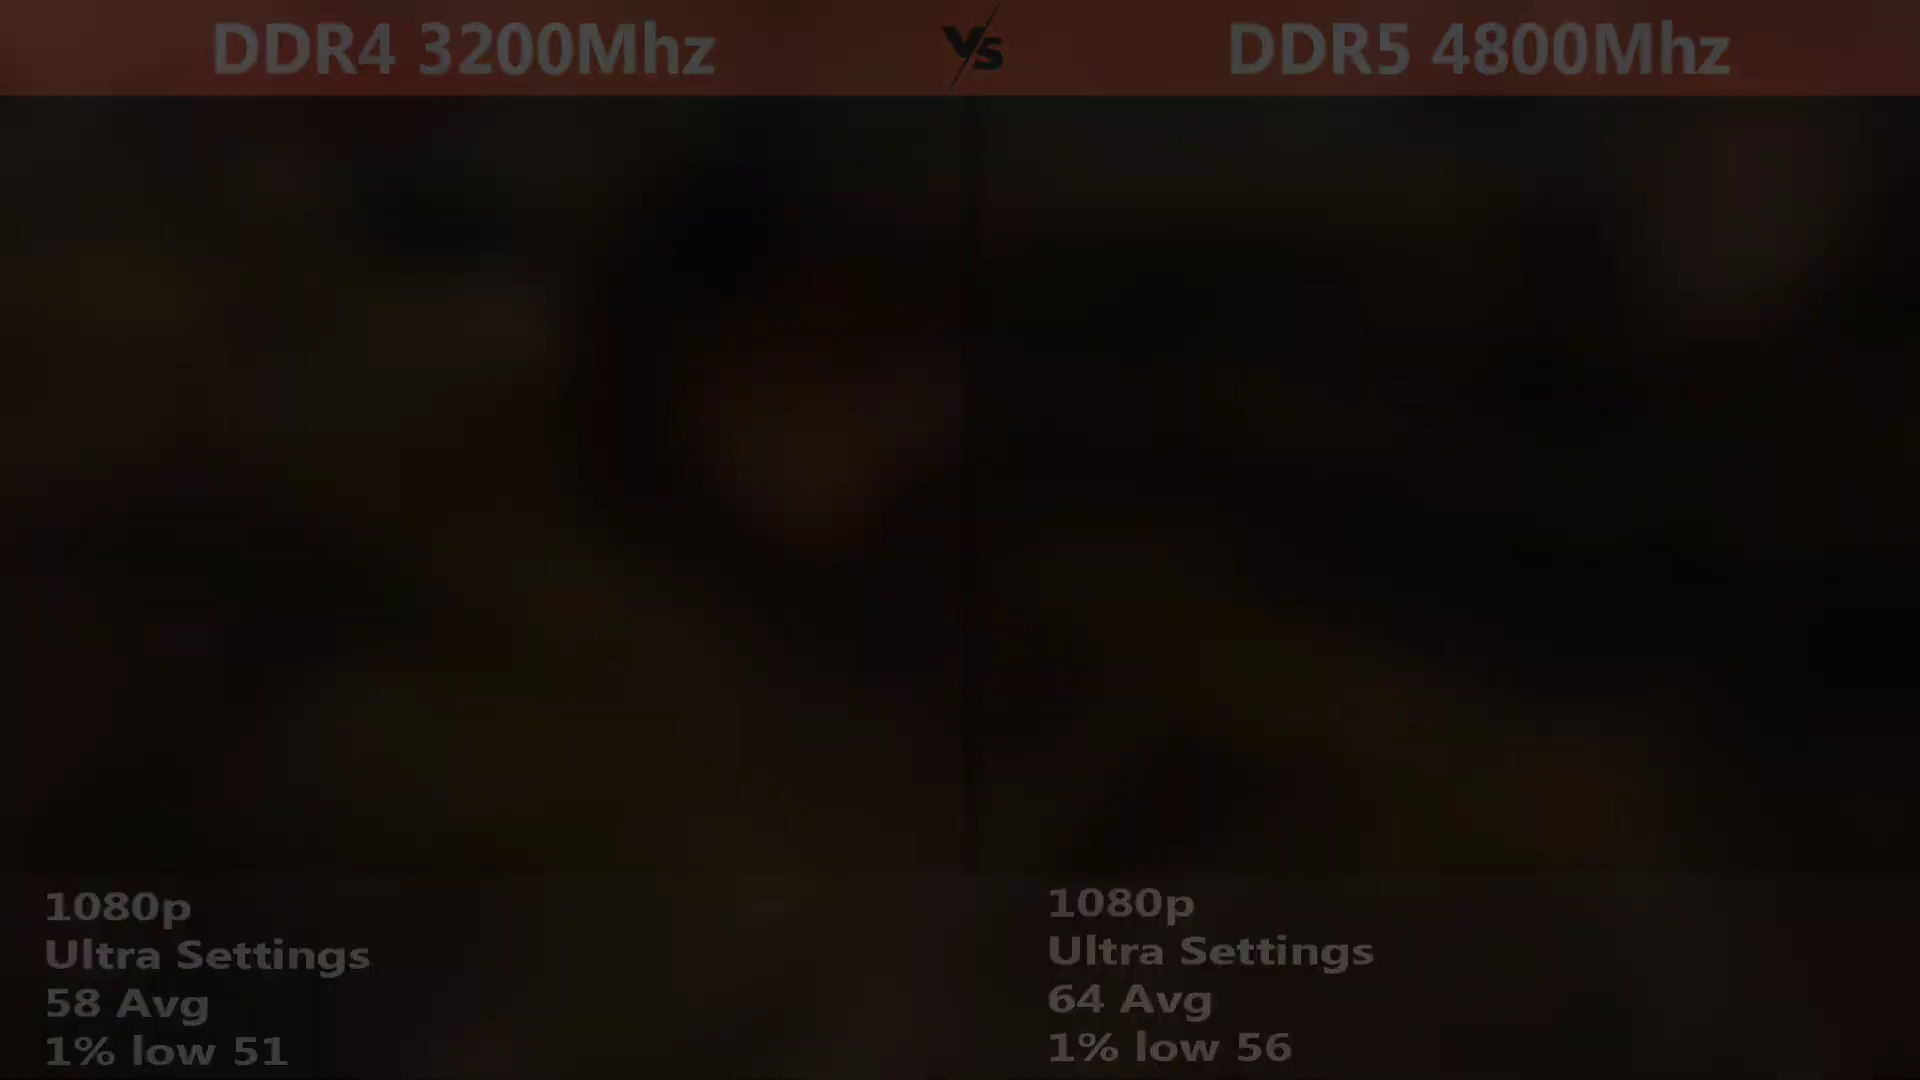 DDR4 3200Mhz
Vs
DDR5 4800Mhz
1080p
Ultra Settings
58 Avg
1% low 51
1080p
Ultra Settings
64 Avg
1% low 56